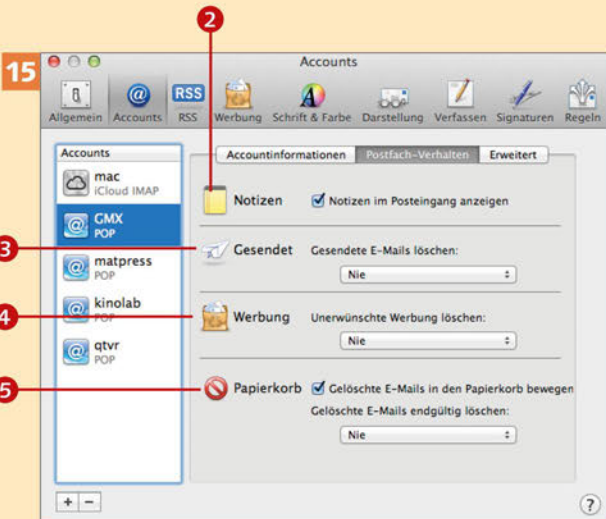 2
15
Accounts
Allgemein Accounts RSS Werbung Schrift & Farbe Darstellung Verfassen Signaturen Regeln
RSS
Accounts
mac
iCloud IMAP
GMX
POP
matpress
POP
kinolab
POP
qtvr
POP
Accountinformationen Postfach-Verhalten Erweitert
Notizen Notizen im Posteingang anzeigen
3
Gesendet Gesendete E-Mails löschen:
Nie
4
Werbung Unerwünschte Werbung löschen:
Nie
5
Papierkorb Gelöschte E-Mails in den Papierkorb bewegen
Gelöschte E-Mails endgültig löschen:
Nie
+ −
?